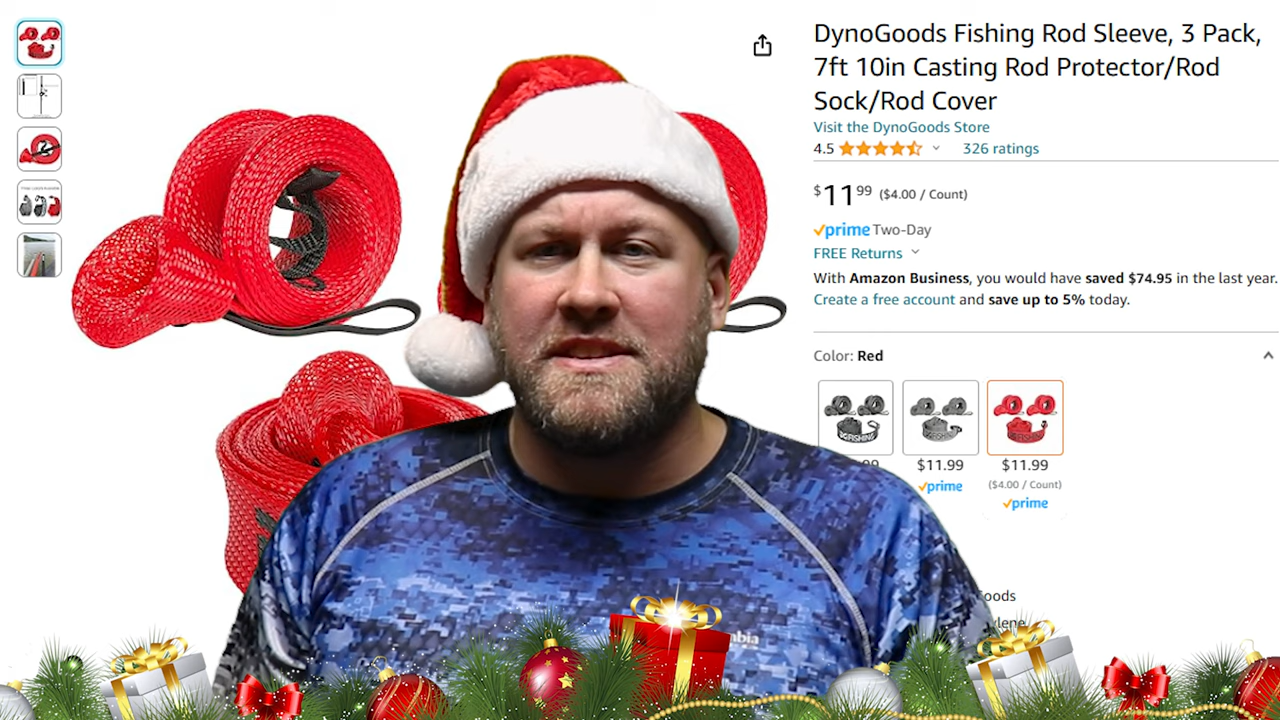 DynoGoods Fishing Rod Sleeve, 3 Pack,
7ft 10in Casting Rod Protector/Rod
Sock/Rod Cover
Visit the DynoGoods Store
4.5 326 ratings
$11 99 ($4.00 / Count)
prime Two-Day
FREE Returns
With Amazon Business, you would have saved $74.95 in the last year.
Create a free account and save up to 5% today.
Color: Red
$11.99 $11.99
prime ($4.00 / Count)
prime